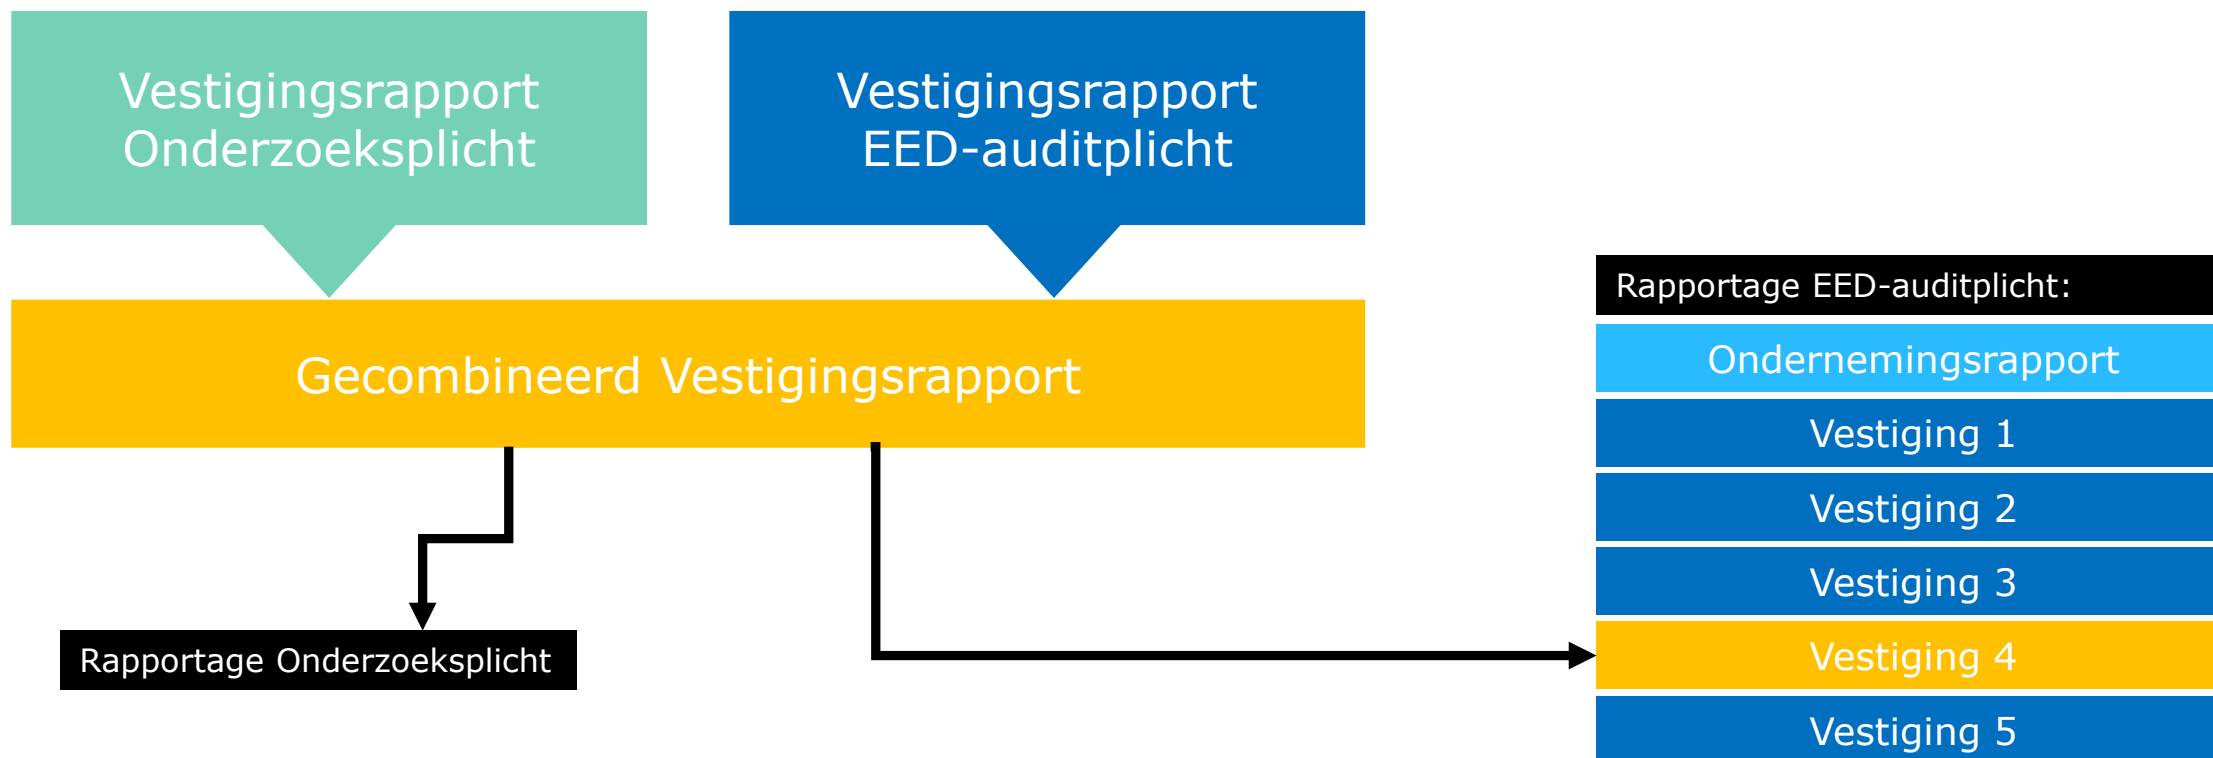 Vestigingsrapport
Onderzoeksplicht
Vestigingsrapport
EED-auditplicht
Gecombineerd Vestigingsrapport
Rapportage Onderzoeksplicht
Rapportage EED-auditplicht:
Ondernemingsrapport
Vestiging 1
Vestiging 2
Vestiging 3
Vestiging 4
Vestiging 5